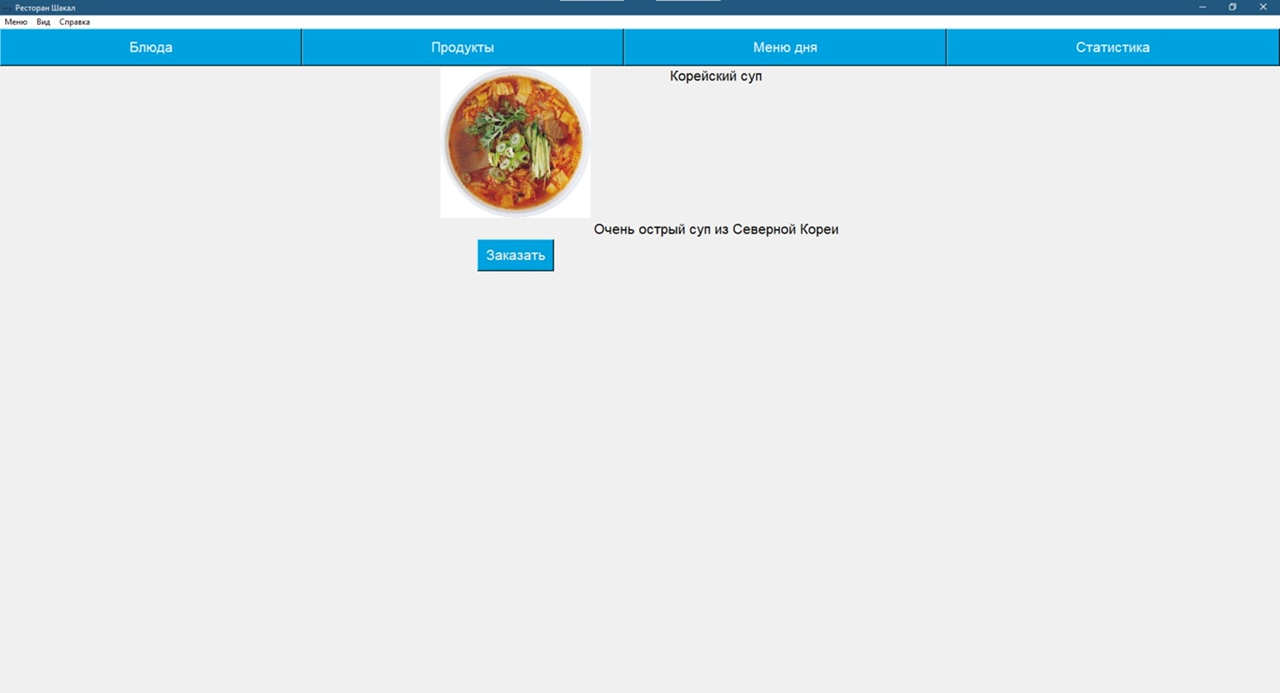 Ресторан Шакал
Меню Вид Справка
Блюда Продукты Меню дня Статистика
Корейский суп
Очень острый суп из Северной Кореи
Заказать